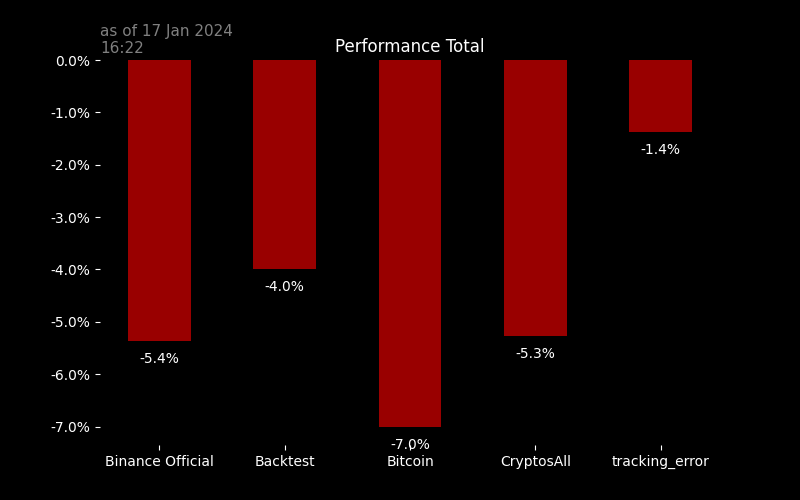 as of 17 Jan 2024
16:22
Performance Total
0.0%
-1.0%
-2.0%
-3.0%
-4.0%
-5.0%
-6.0%
-7.0%
-5.4%
-4.0%
-7.0%
-5.3%
-1.4%
Binance Official
Backtest
Bitcoin
CryptosAll
tracking_error